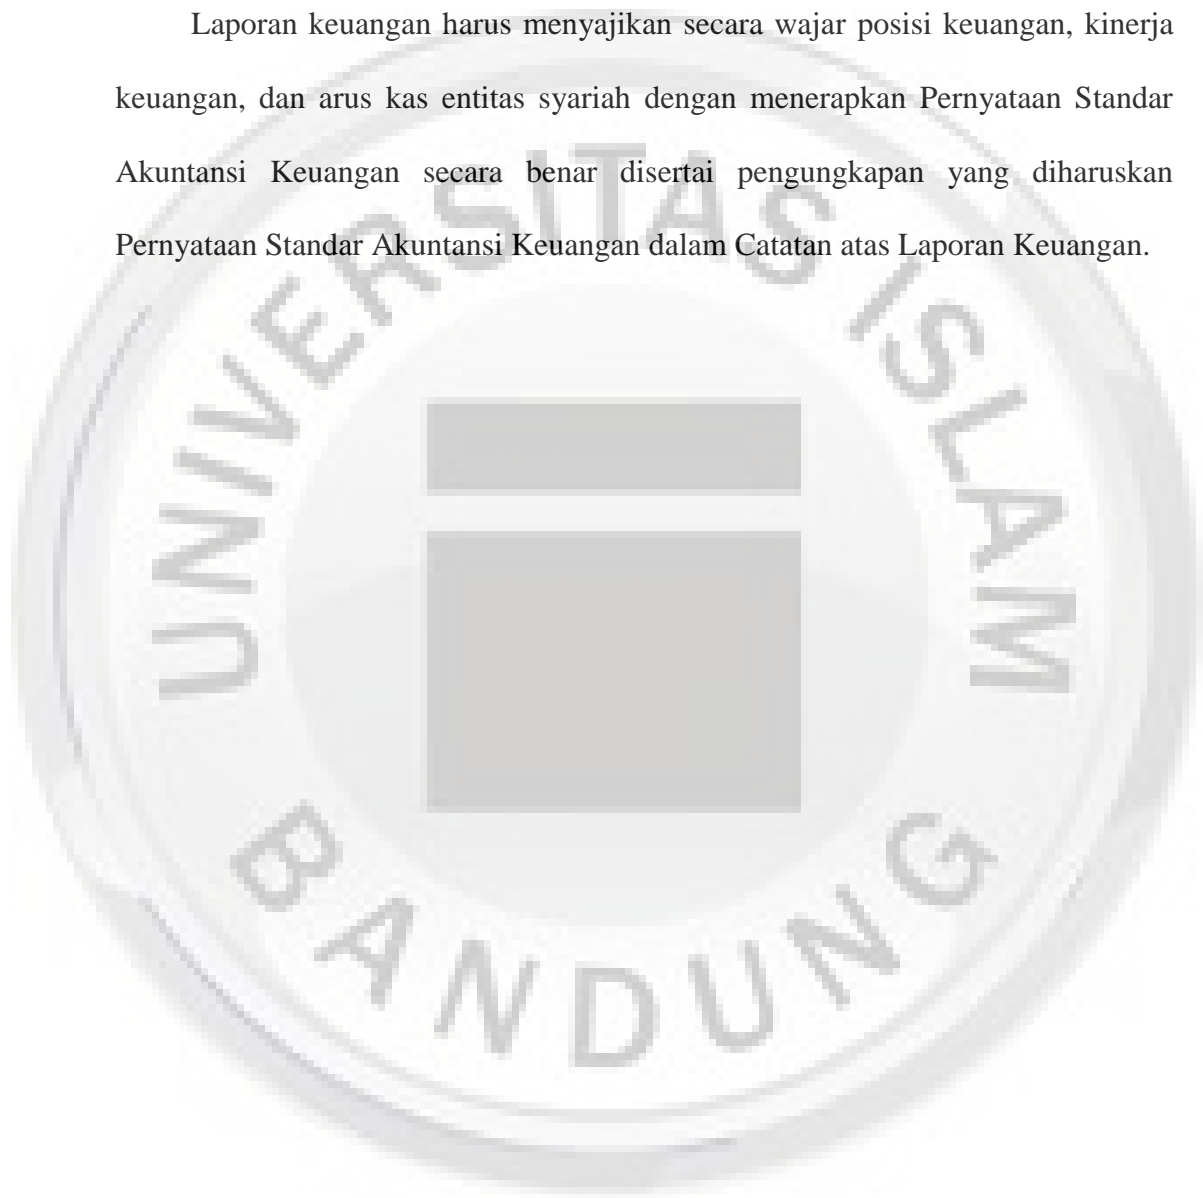 Laporan keuangan harus menyajikan secara wajar posisi keuangan, kinerja
keuangan, dan arus kas entitas syariah dengan menerapkan Pernyataan Standar
Akuntansi Keuangan secara benar disertai pengungkapan yang diharuskan
Pernyataan Standar Akuntansi Keuangan dalam Catatan atas Laporan Keuangan.
UNIVERSITAS ISLAM
BANDUNG